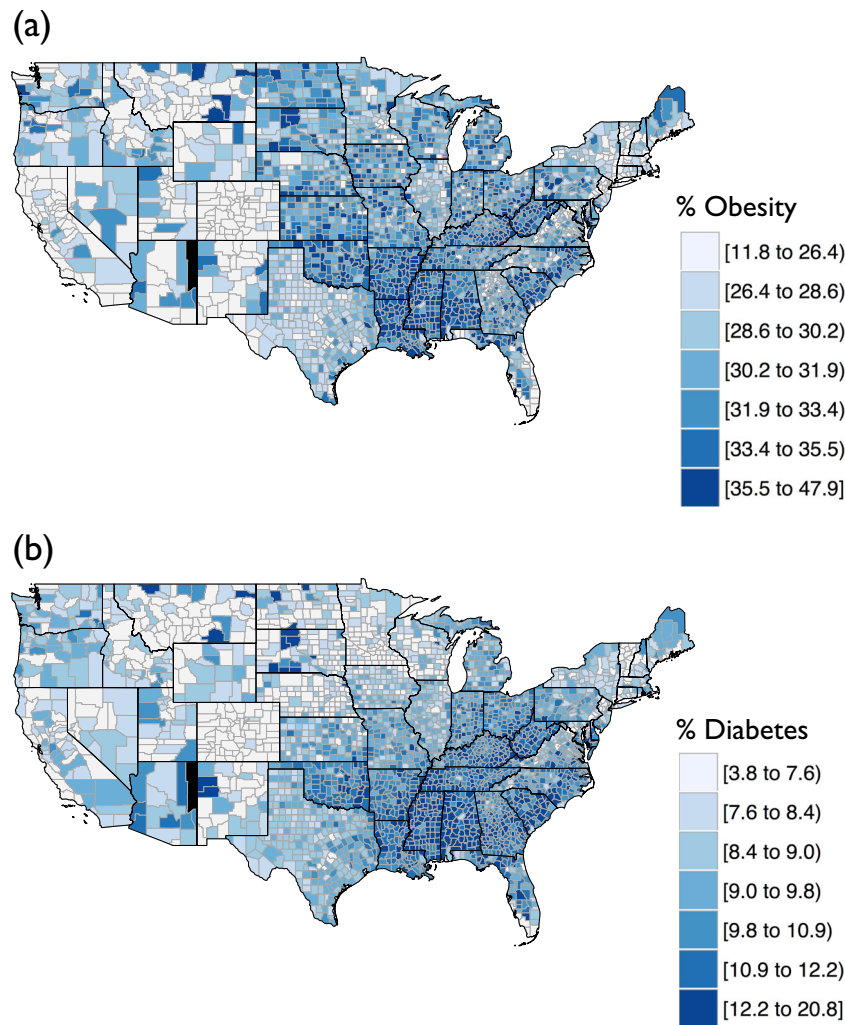 (a)
% Obesity
[11.8 to 26.4)
[26.4 to 28.6)
[28.6 to 30.2)
[30.2 to 31.9)
[31.9 to 33.4)
[33.4 to 35.5)
[35.5 to 47.9]
(b)
% Diabetes
[3.8 to 7.6)
[7.6 to 8.4)
[8.4 to 9.0)
[9.0 to 9.8)
[9.8 to 10.9)
[10.9 to 12.2)
[12.2 to 20.8]